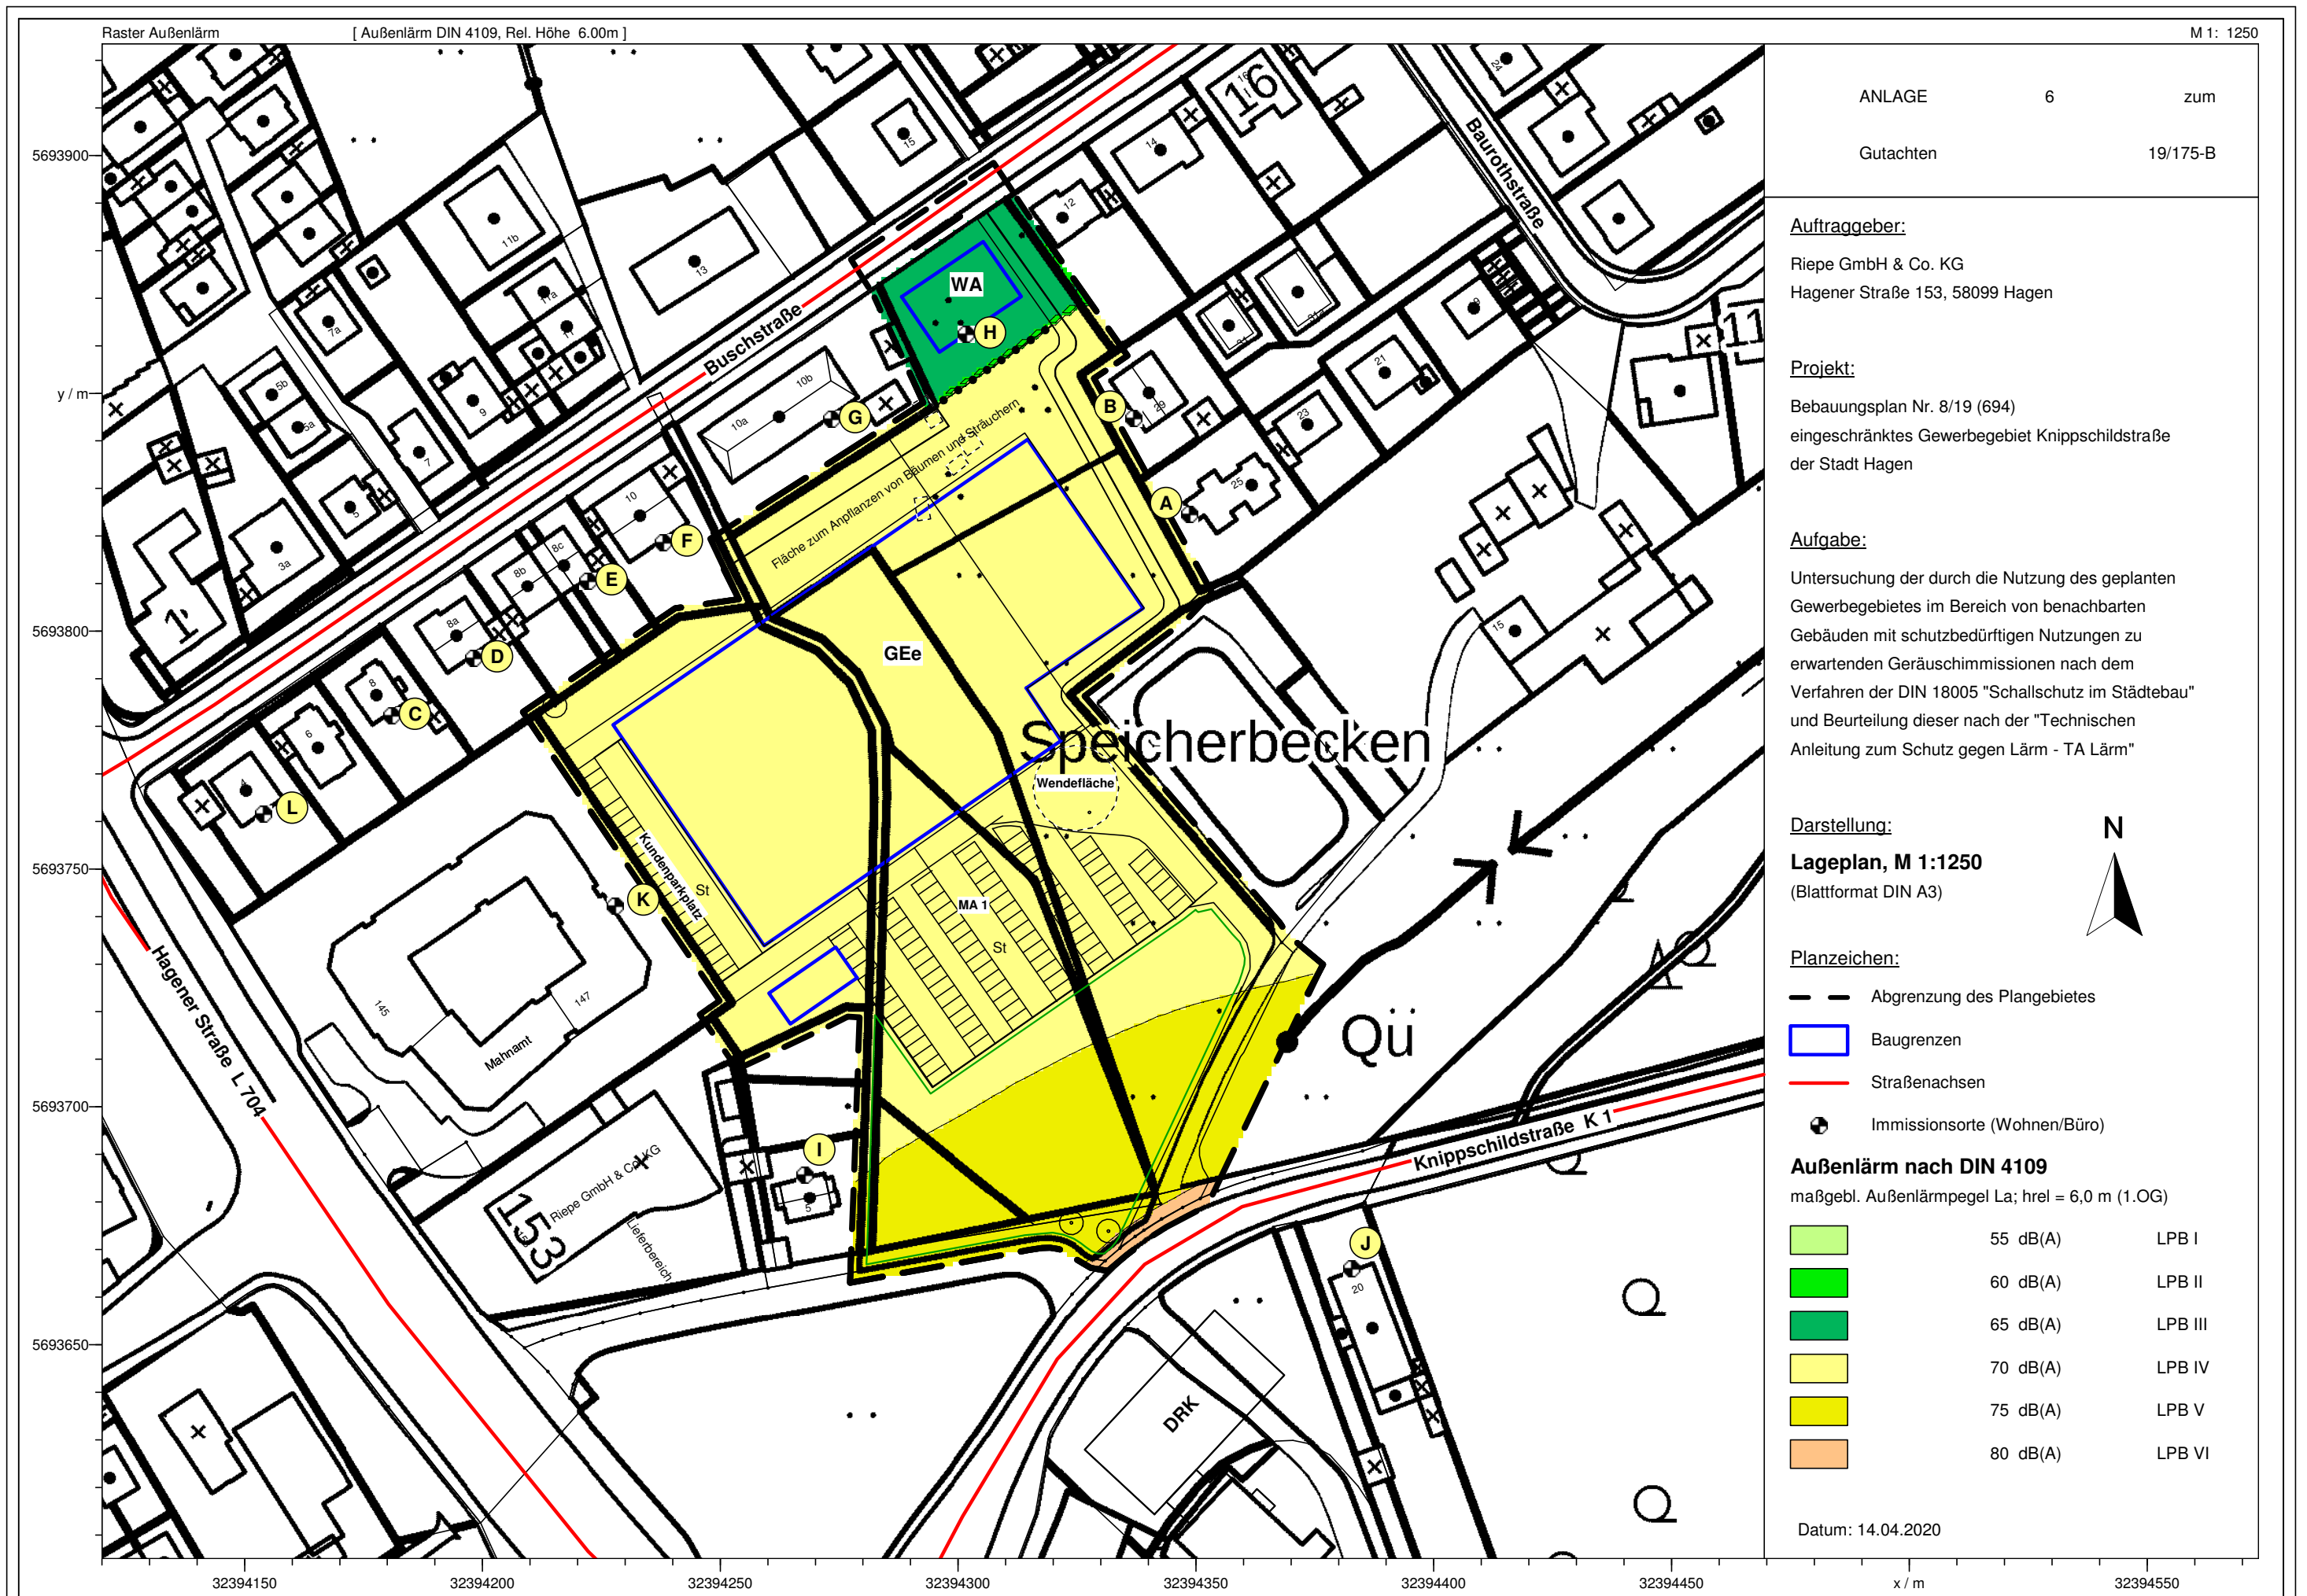 Raster Außenlärm [ Außenlärm DIN 4109, Rel. Höhe 6.00m ] M 1: 1250
ANLAGE 6 zum
Gutachten 19/175-B
Auftraggeber:
Riepe GmbH & Co. KG
Hagener Straße 153, 58099 Hagen
Projekt:
Bebauungsplan Nr. 8/19 (694)
eingeschränktes Gewerbegebiet Knippschildstraße
der Stadt Hagen
Aufgabe:
Untersuchung der durch die Nutzung des geplanten
Gewerbegebietes im Bereich von benachbarten
Gebäuden mit schutzbedürftigen Nutzungen zu
erwartenden Geräuschimmissionen nach dem
Verfahren der DIN 18005 "Schallschutz im Städtebau"
und Beurteilung dieser nach der "Technischen
Anleitung zum Schutz gegen Lärm - TA Lärm"
Darstellung:
Lageplan, M 1:1250
(Blattformat DIN A3)
N
Planzeichen:
Abgrenzung des Plangebietes
Baugrenzen
Straßenachsen
Immissionsorte (Wohnen/Büro)
Außenlärm nach DIN 4109
maßgebl. Außenlärmpegel La; hrel = 6,0 m (1.OG)
55 dB(A) LPB I
60 dB(A) LPB II
65 dB(A) LPB III
70 dB(A) LPB IV
75 dB(A) LPB V
80 dB(A) LPB VI
Datum: 14.04.2020
5693900
y / m
5693800
5693750
5693700
5693650
32394150 32394200 32394250 32394300 32394350 32394400 32394450 x / m 32394550
Buschstraße
Baurothstraße
Hagener Straße L 704
Knippschildstraße K 1
WA
H
G
B
A
F
E
D
C
L
K
I
J
GEe
Fläche zum Anpflanzen von Bäumen und Sträuchern
Speicherbecken
Wendefläche
Kundenparkplatz
St
MA 1
St
Qü
Mahnamt
145
147
Riepe GmbH & Co. KG
153
Lieferbereich
DRK
16
14
12
15
13
11b
11a
11
9
7a
7
5b
5a
5
3a
10b
10a
10
8c
8b
8a
8
6
4
24
29
25
23
21
15
5
20